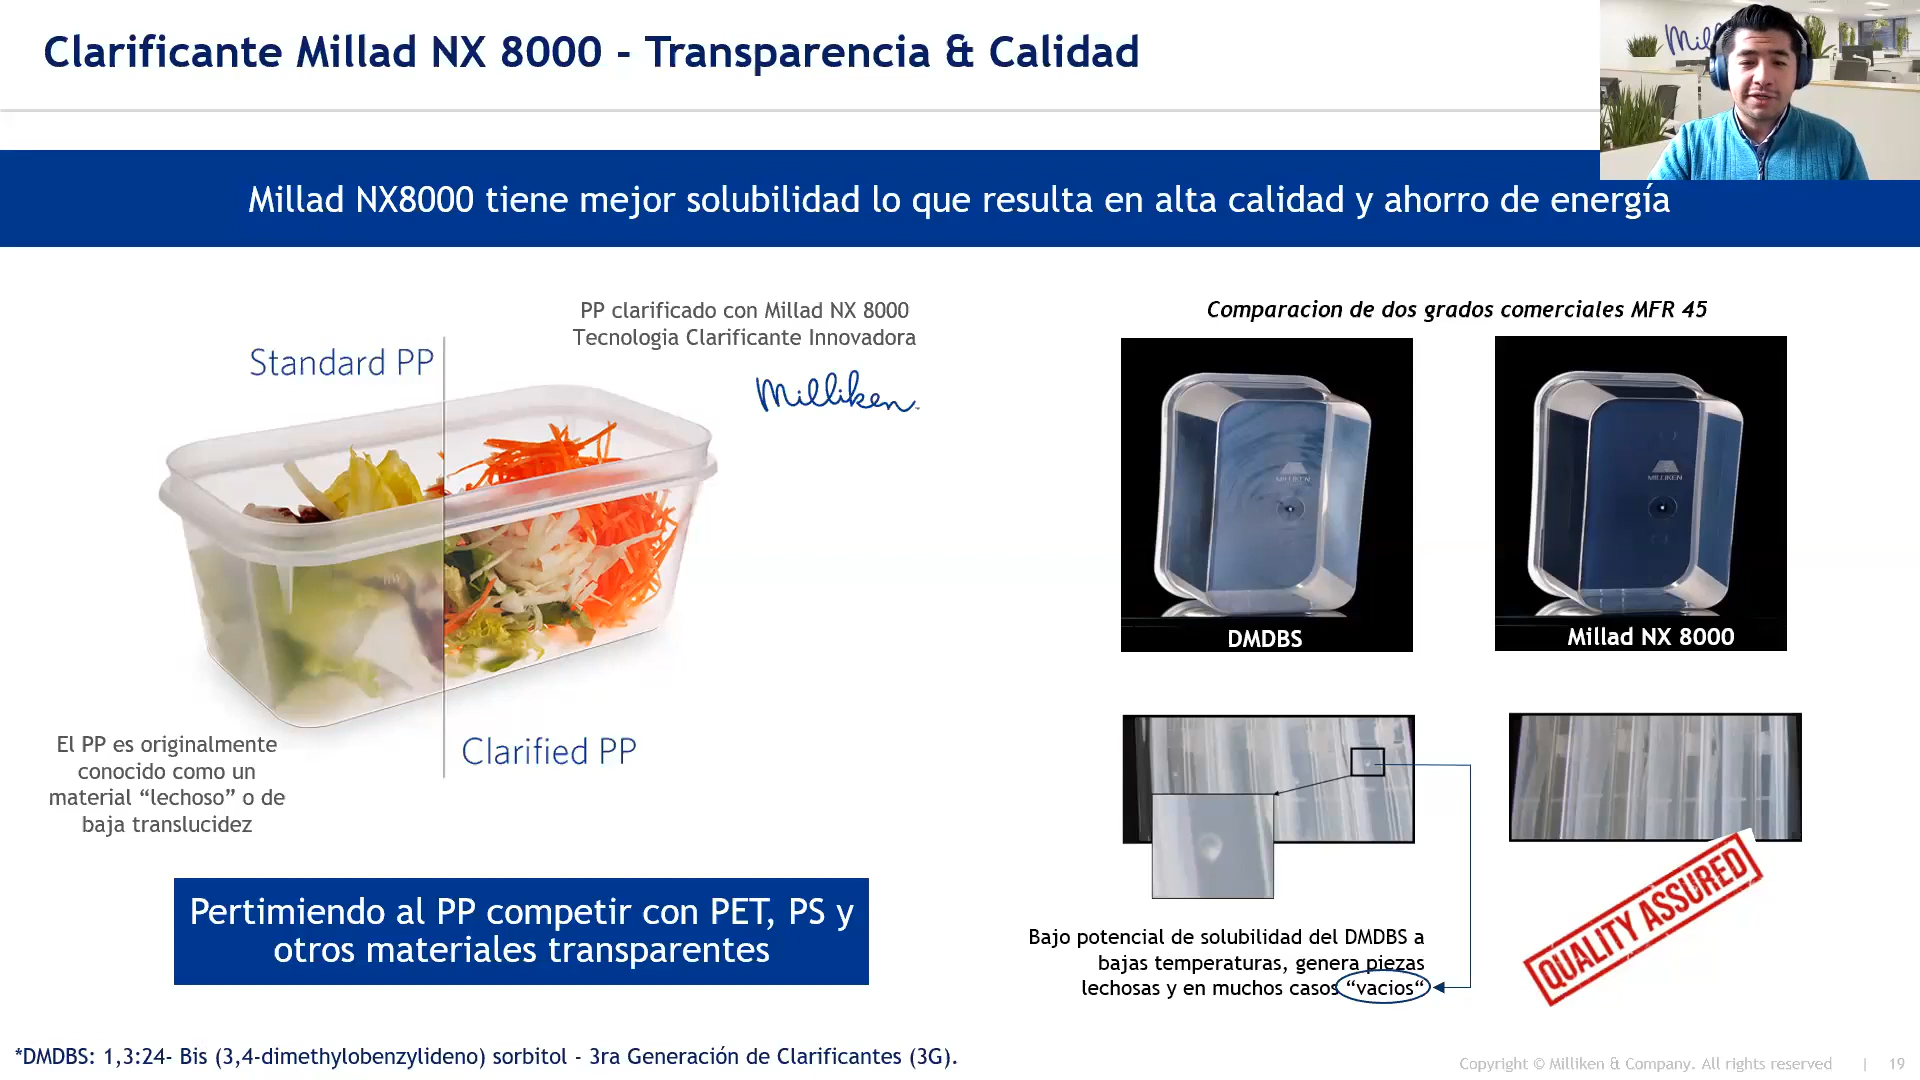 Clarificante Millad NX 8000 - Transparencia & Calidad
Millad NX8000 tiene mejor solubilidad lo que resulta en alta calidad y ahorro de energía
PP clarificado con Millad NX 8000
Tecnologia Clarificante Innovadora
Milliken
Standard PP
Clarified PP
El PP es originalmente
conocido como un
material “lechoso” o de
baja translucidez
Pertimiendo al PP competir con PET, PS y
otros materiales transparentes
Comparacion de dos grados comerciales MFR 45
MILLIKEN
DMDBS
MILLIKEN
Millad NX 8000
Bajo potencial de solubilidad del DMDBS a
bajas temperaturas, genera piezas
lechosas y en muchos casos “vacios“
QUALITY ASSURED
*DMDBS: 1,3:24- Bis (3,4-dimethylobenzylideno) sorbitol - 3ra Generación de Clarificantes (3G).
Copyright © Milliken & Company. All rights reserved | 19